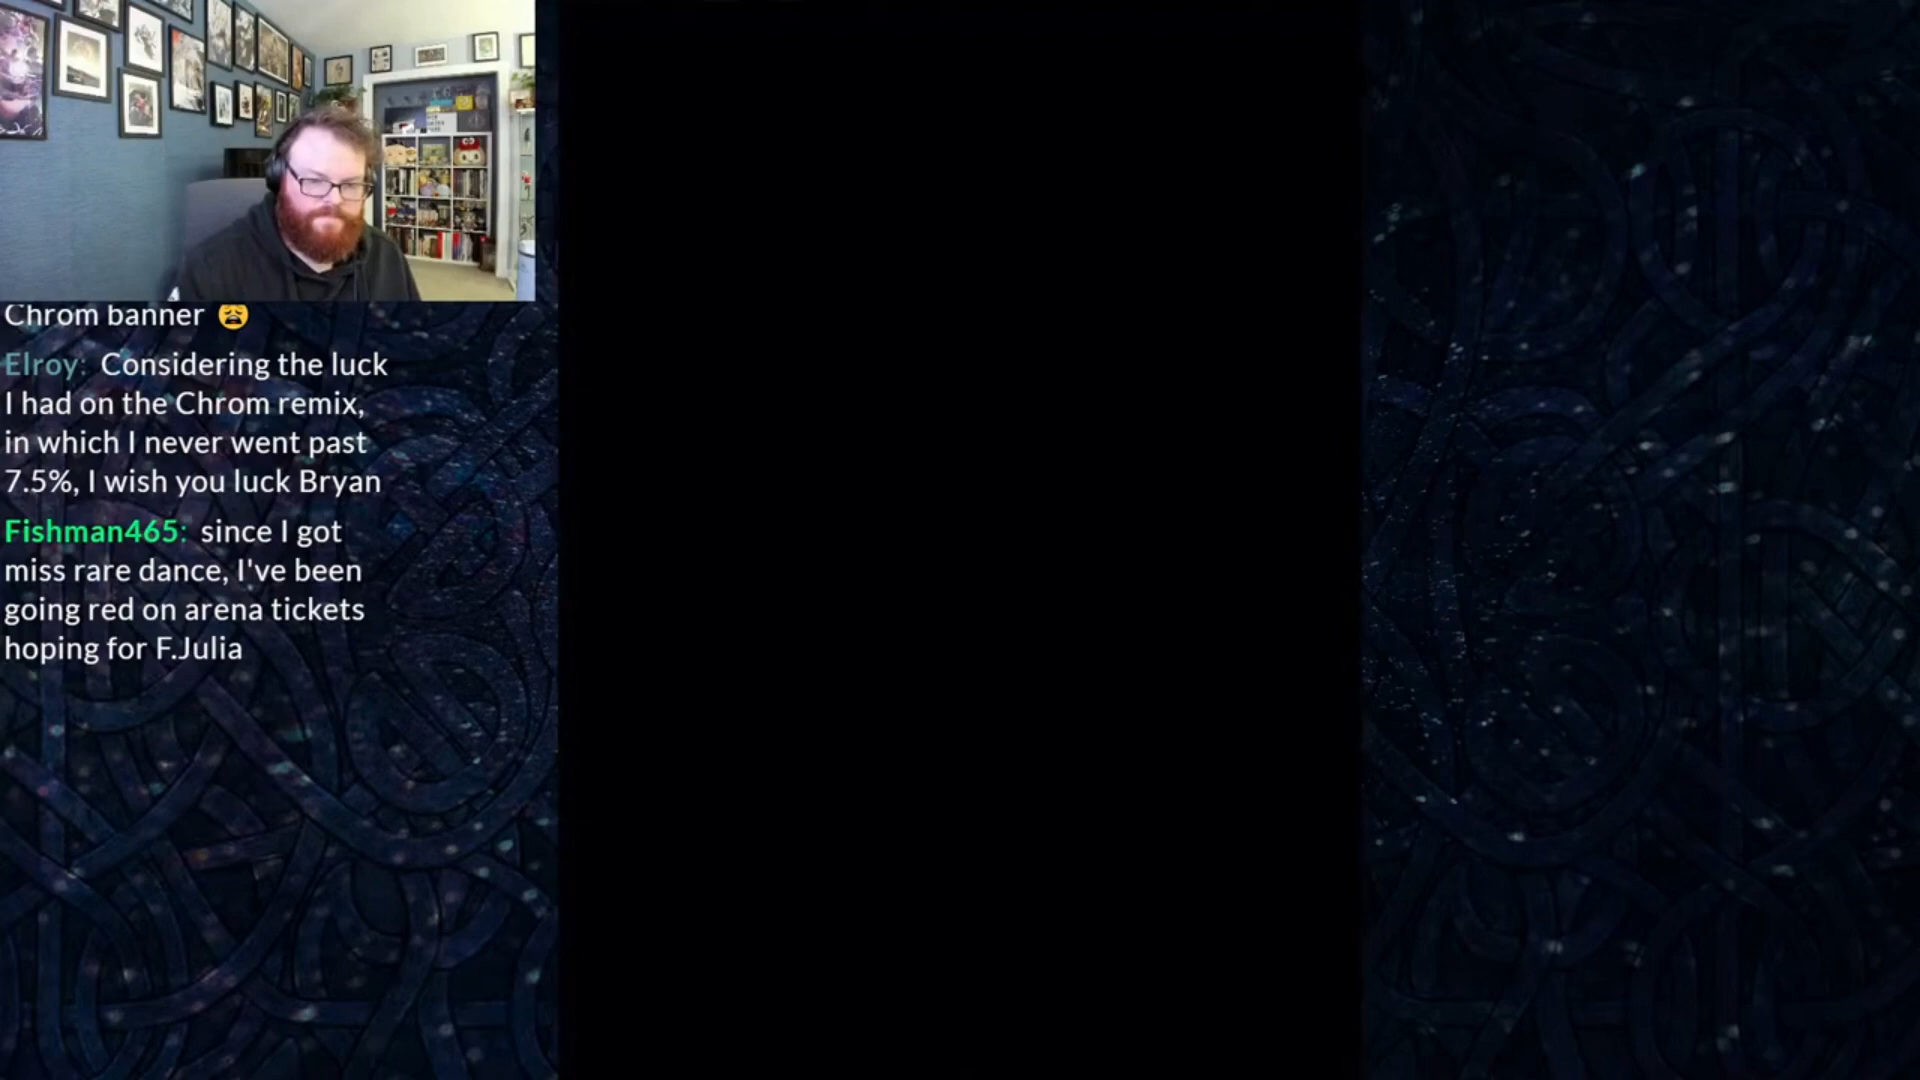 Chrom banner 😩
Elroy: Considering the luck
I had on the Chrom remix,
in which I never went past
7.5%, I wish you luck Bryan
Fishman465: since I got
miss rare dance, I've been
going red on arena tickets
hoping for F.Julia